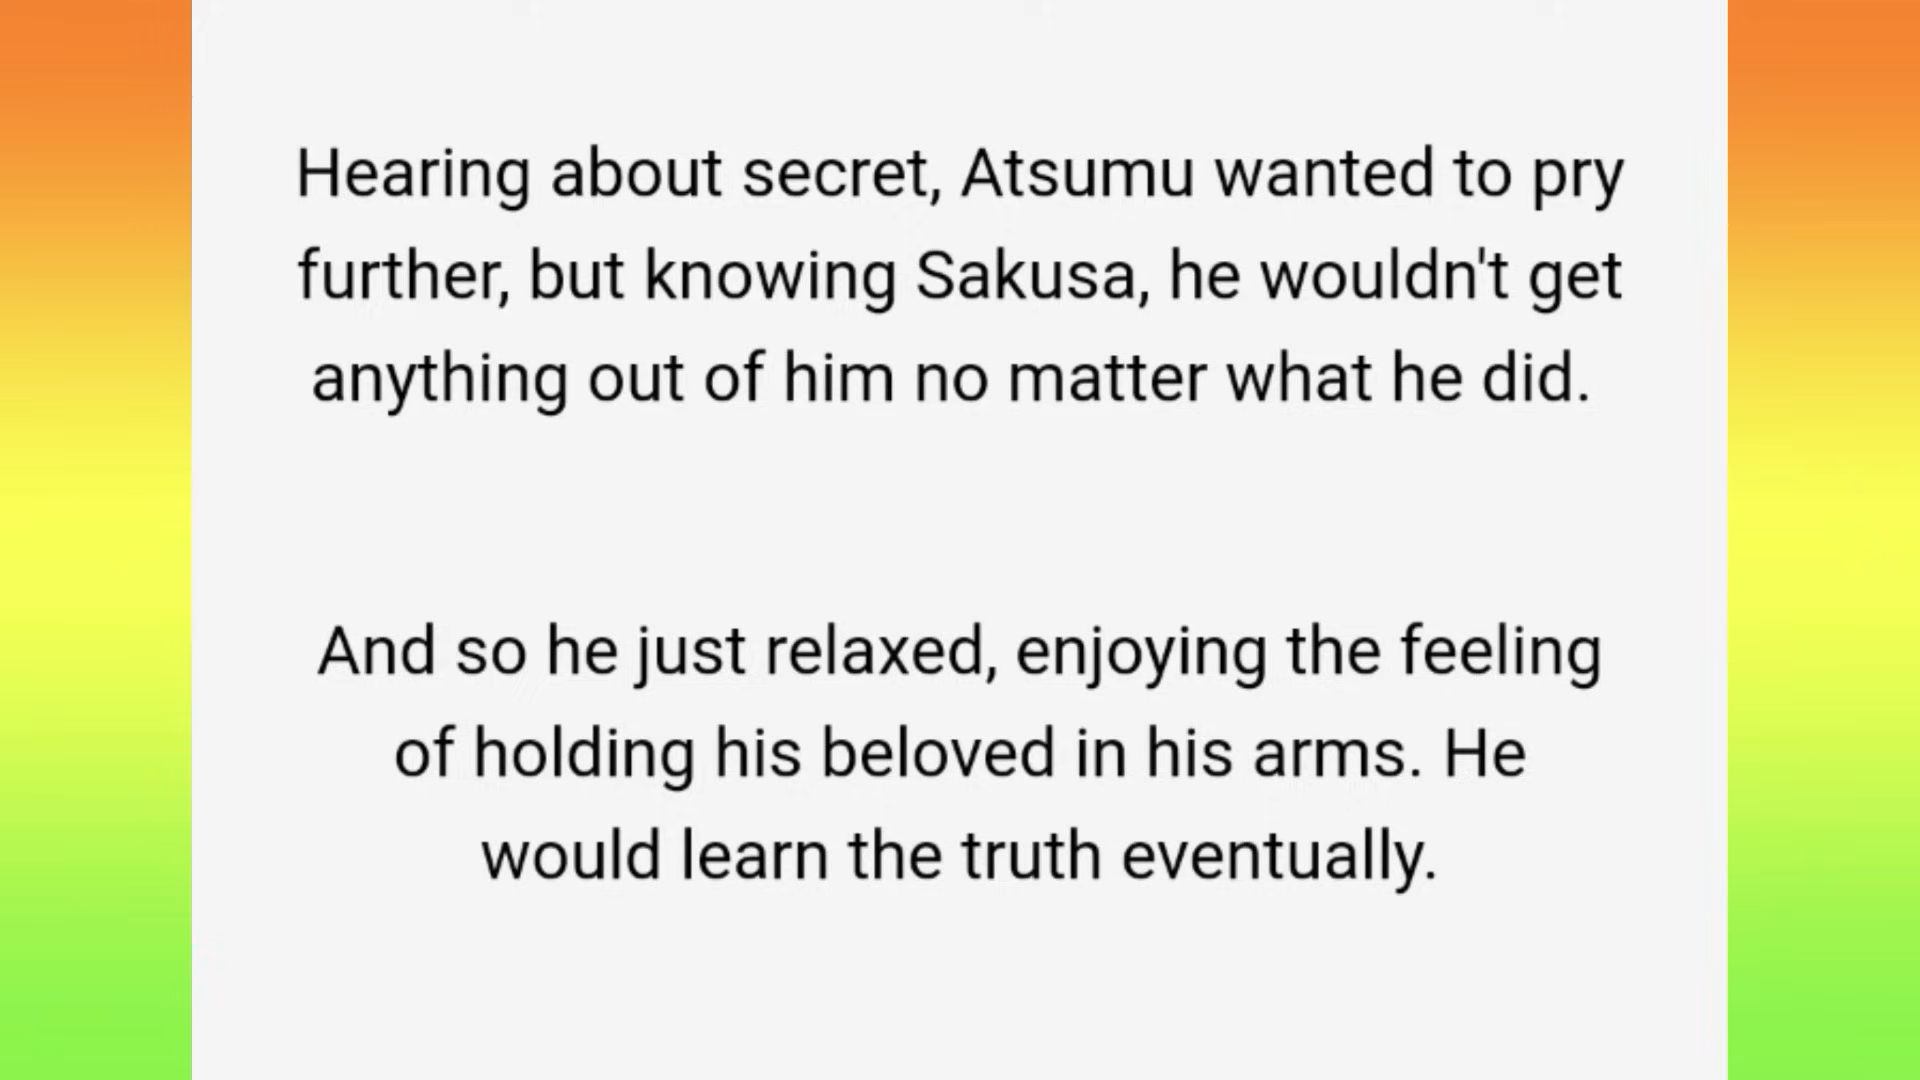 Hearing about secret, Atsumu wanted to pry
further, but knowing Sakusa, he wouldn't get
anything out of him no matter what he did.
And so he just relaxed, enjoying the feeling
of holding his beloved in his arms. He
would learn the truth eventually.